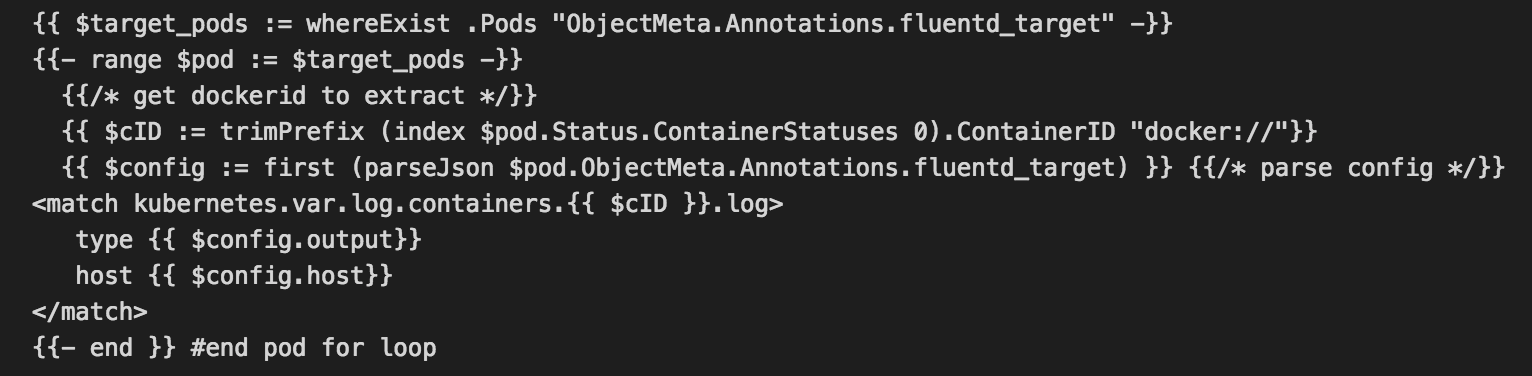 {{ $target_pods := whereExist .Pods "ObjectMeta.Annotations.fluentd_target" -}}
{{- range $pod := $target_pods -}}
  {{/* get dockerid to extract */}}
  {{ $cID := trimPrefix (index $pod.Status.ContainerStatuses 0).ContainerID "docker://"}}
  {{ $config := first (parseJson $pod.ObjectMeta.Annotations.fluentd_target) }} {{/* parse config */}}
<match kubernetes.var.log.containers.{{ $cID }}.log>
   type {{ $config.output}}
   host {{ $config.host}}
</match>
{{- end }} #end pod for loop